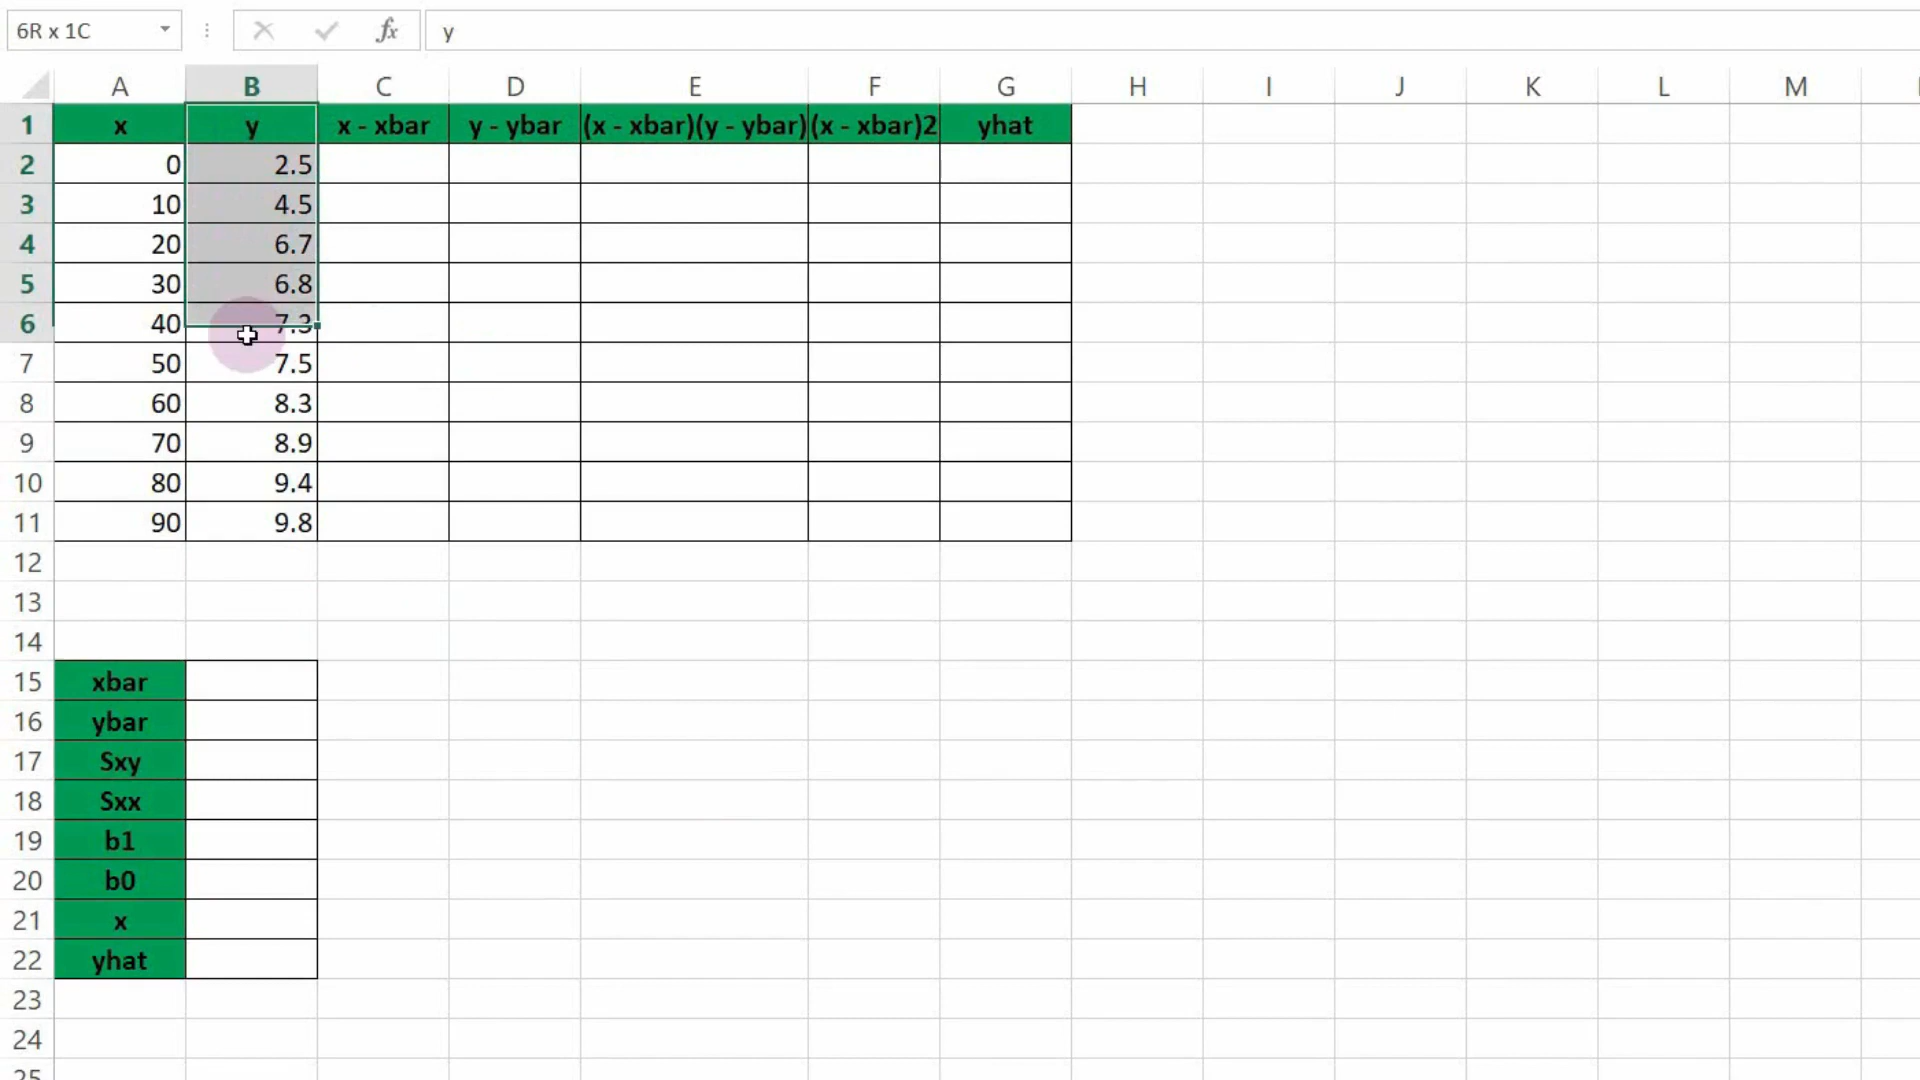 6R x 1C fx y
A B C D E F G H I J K L M
1 x y x - xbar y - ybar (x - xbar)(y - ybar) (x - xbar)2 yhat
2 0 2.5
3 10 4.5
4 20 6.7
5 30 6.8
6 40 7.3
7 50 7.5
8 60 8.3
9 70 8.9
10 80 9.4
11 90 9.8
12
13
14
15 xbar
16 ybar
17 Sxy
18 Sxx
19 b1
20 b0
21 x
22 yhat
23
24
25